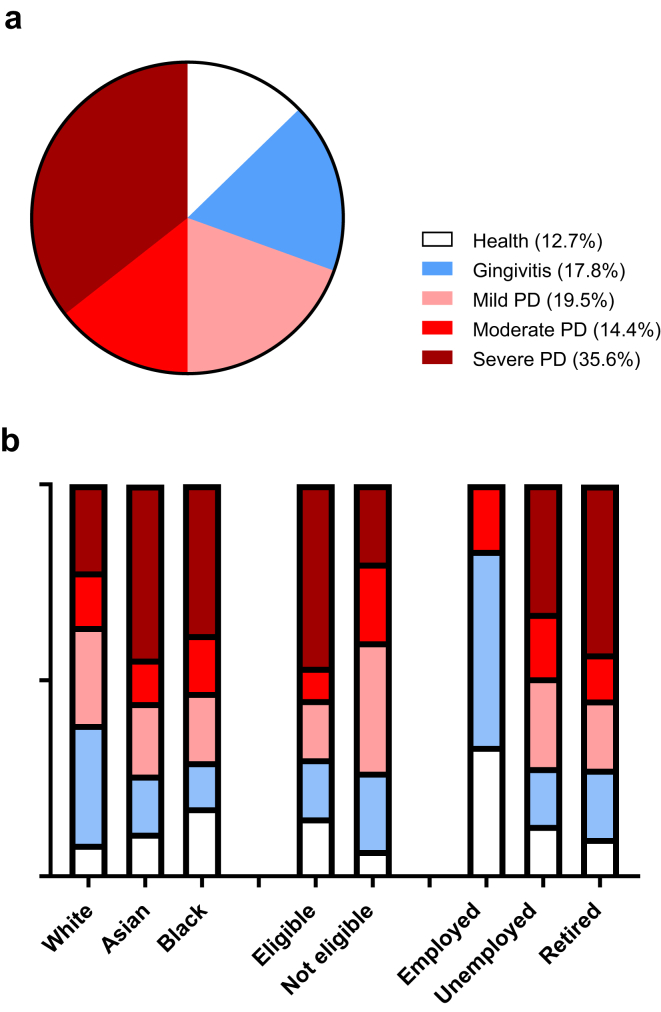 a
Health (12.7%)
Gingivitis (17.8%)
Mild PD (19.5%)
Moderate PD (14.4%)
Severe PD (35.6%)
b
White
Asian
Black
Eligible
Not eligible
Employed
Unemployed
Retired